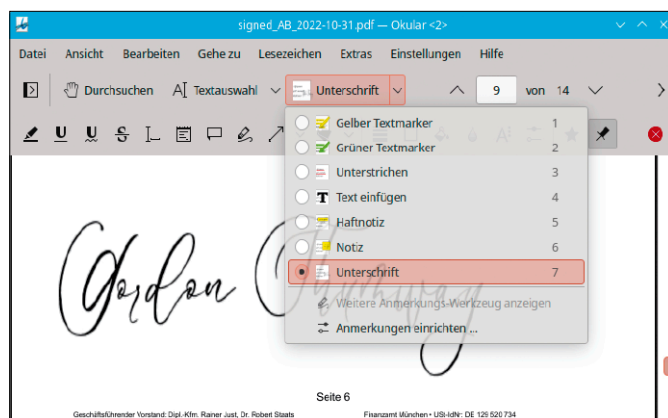 signed_AB_2022-10-31.pdf — Okular <2>
Datei Ansicht Bearbeiten Gehe zu Lesezeichen Extras Einstellungen Hilfe
Durchsuchen Textauswahl Unterschrift 9 von 14
Gelber Textmarker 1
Grüner Textmarker 2
Unterstrichen 3
Text einfügen 4
Haftnotiz 5
Notiz 6
Unterschrift 7
Weitere Anmerkungs-Werkzeug anzeigen
Anmerkungen einrichten ...
Gordon
Seite 6
Geschäftsführender Vorstand: Dipl.-Kfm. Rainer Just, Dr. Robert Staats Finanzamt München • USt-IdNr: DE 129 520 734